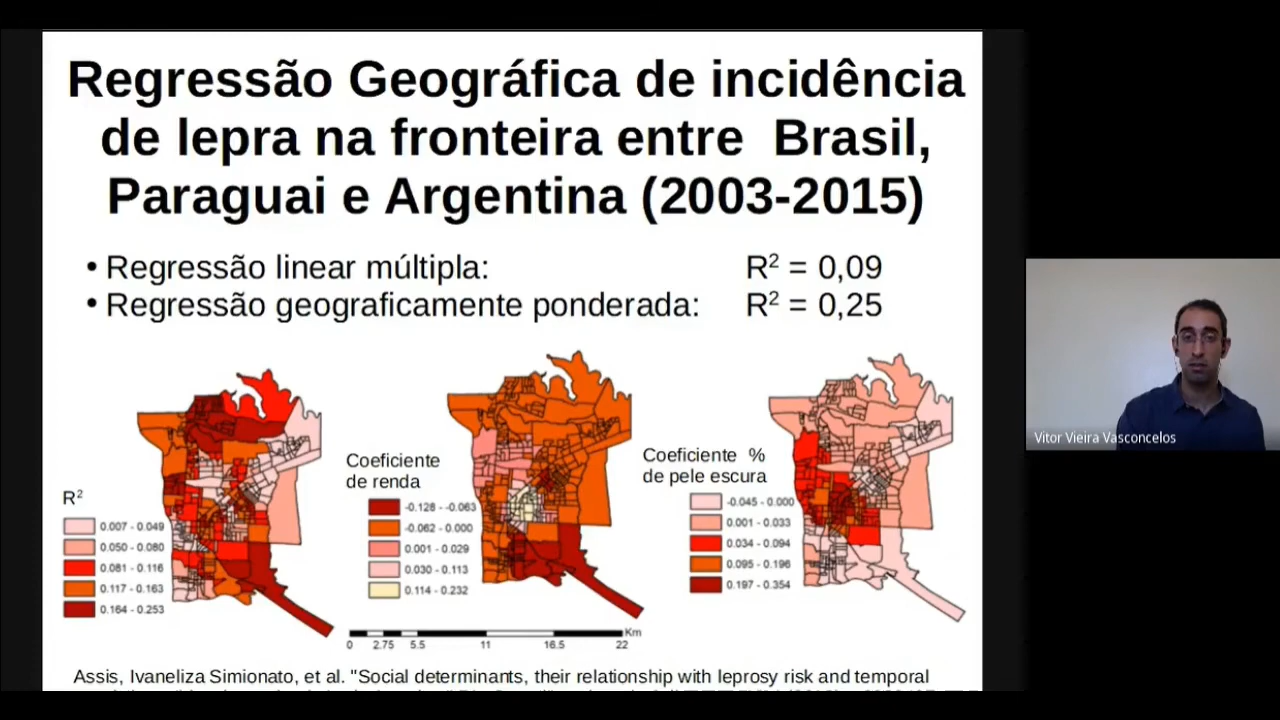 Regressão Geográfica de incidência
de lepra na fronteira entre Brasil,
Paraguai e Argentina (2003-2015)
• Regressão linear múltipla: R² = 0,09
• Regressão geograficamente ponderada: R² = 0,25
R²
0.007 - 0.049
0.050 - 0.080
0.081 - 0.116
0.117 - 0.163
0.164 - 0.253
Coeficiente
de renda
-0.128 - -0.063
-0.062 - 0.000
0.001 - 0.029
0.030 - 0.113
0.114 - 0.232
Coeficiente %
de pele escura
-0.045 - 0.000
0.001 - 0.033
0.034 - 0.094
0.095 - 0.196
0.197 - 0.354
Km
0 2.75 5.5 11 16.5 22
Assis, Ivaneliza Simionato, et al. "Social determinants, their relationship with leprosy risk and temporal
Vitor Vieira Vasconcelos